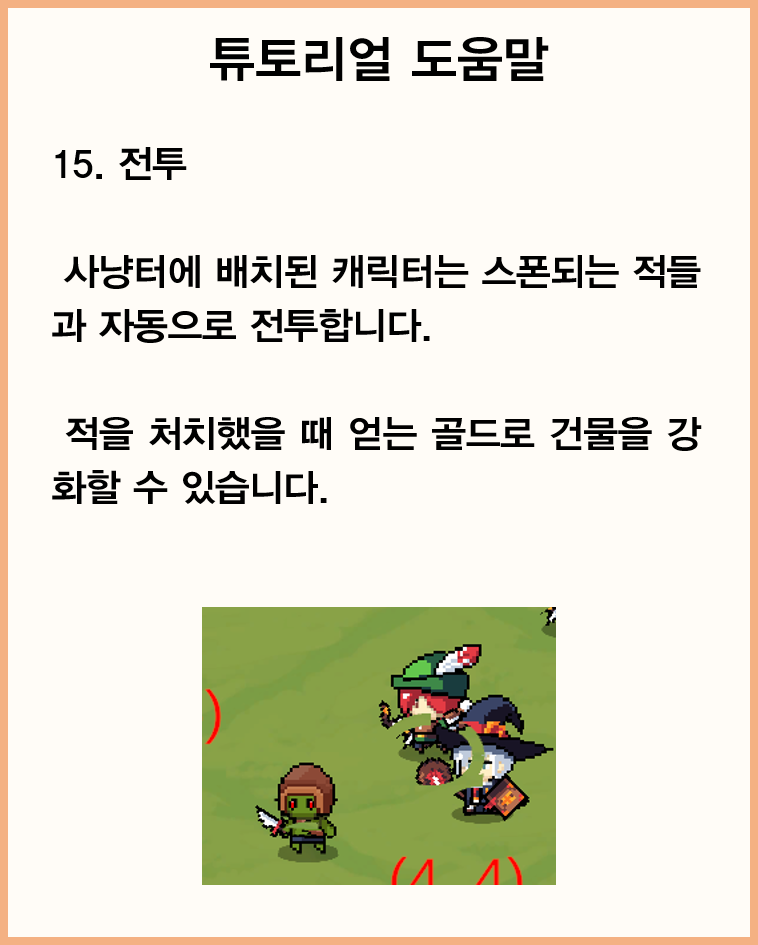 튜토리얼 도움말
15. 전투
사냥터에 배치된 캐릭터는 스폰되는 적들
과 자동으로 전투합니다.
적을 처치했을 때 얻는 골드로 건물을 강
화할 수 있습니다.
)